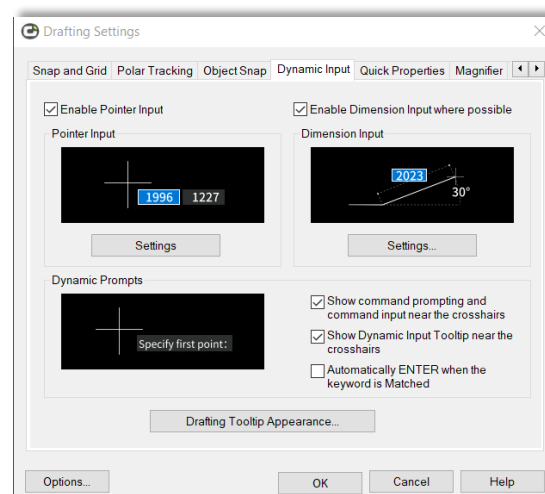 Drafting Settings
Snap and Grid Polar Tracking Object Snap Dynamic Input Quick Properties Magnifier
Enable Pointer Input
Enable Dimension Input where possible
Pointer Input
Dimension Input
1996 1227
2023
30°
Settings
Settings...
Dynamic Prompts
Specify first point:
Show command prompting and
command input near the crosshairs
Show Dynamic Input Tooltip near the
crosshairs
Automatically ENTER when the
keyword is Matched
Drafting Tooltip Appearance...
Options...
OK
Cancel
Help